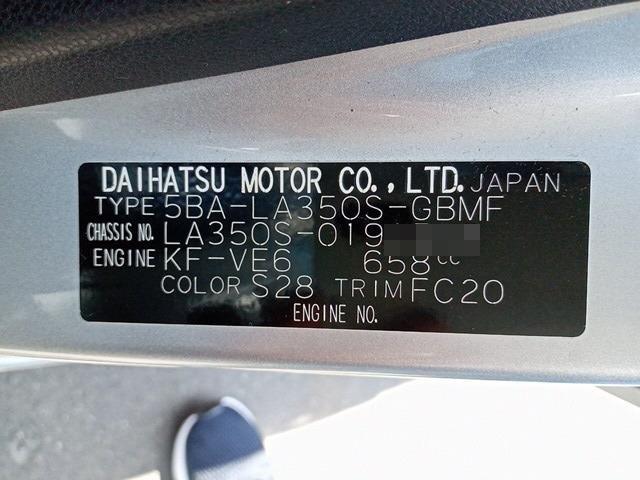 DAIHATSU MOTOR CO., LTD. JAPAN
TYPE 5BA-LA350S-GBMF
CHASSIS NO. LA350S-019
ENGINE KF-VE6 658cc
COLOR S28 TRIM FC20
ENGINE NO.